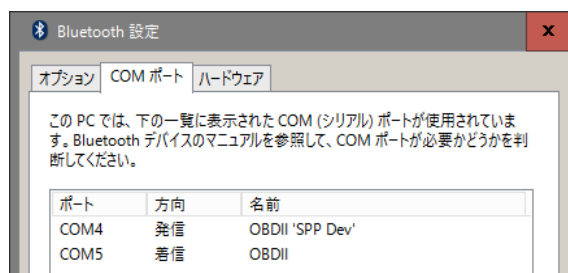 Bluetooth 設定
オプション COM ポート ハードウェア
この PC では、下の一覧に表示された COM (シリアル) ポートが使用されていま
す。Bluetooth デバイスのマニュアルを参照して、COM ポートが必要かどうかを判
断してください。
ポート 方向 名前
COM4 発信 OBDII 'SPP Dev'
COM5 着信 OBDII